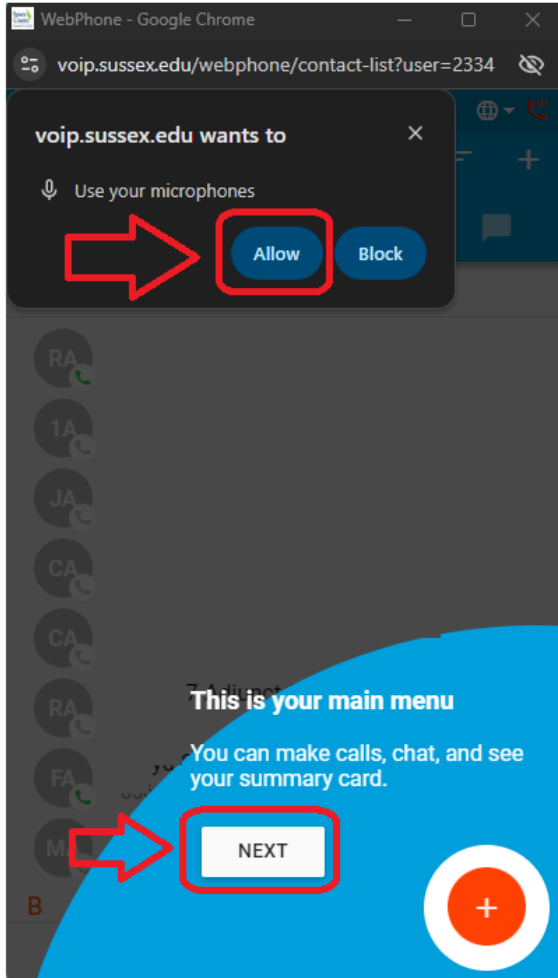 WebPhone - Google Chrome
voip.sussex.edu/webphone/contact-list?user=2334
voip.sussex.edu wants to
Use your microphones
Allow Block
RA
1A
JA
CA
CA
RA
7 Adjunct
This is your main menu
You can make calls, chat, and see
your summary card.
FA
MA
NEXT
B
+